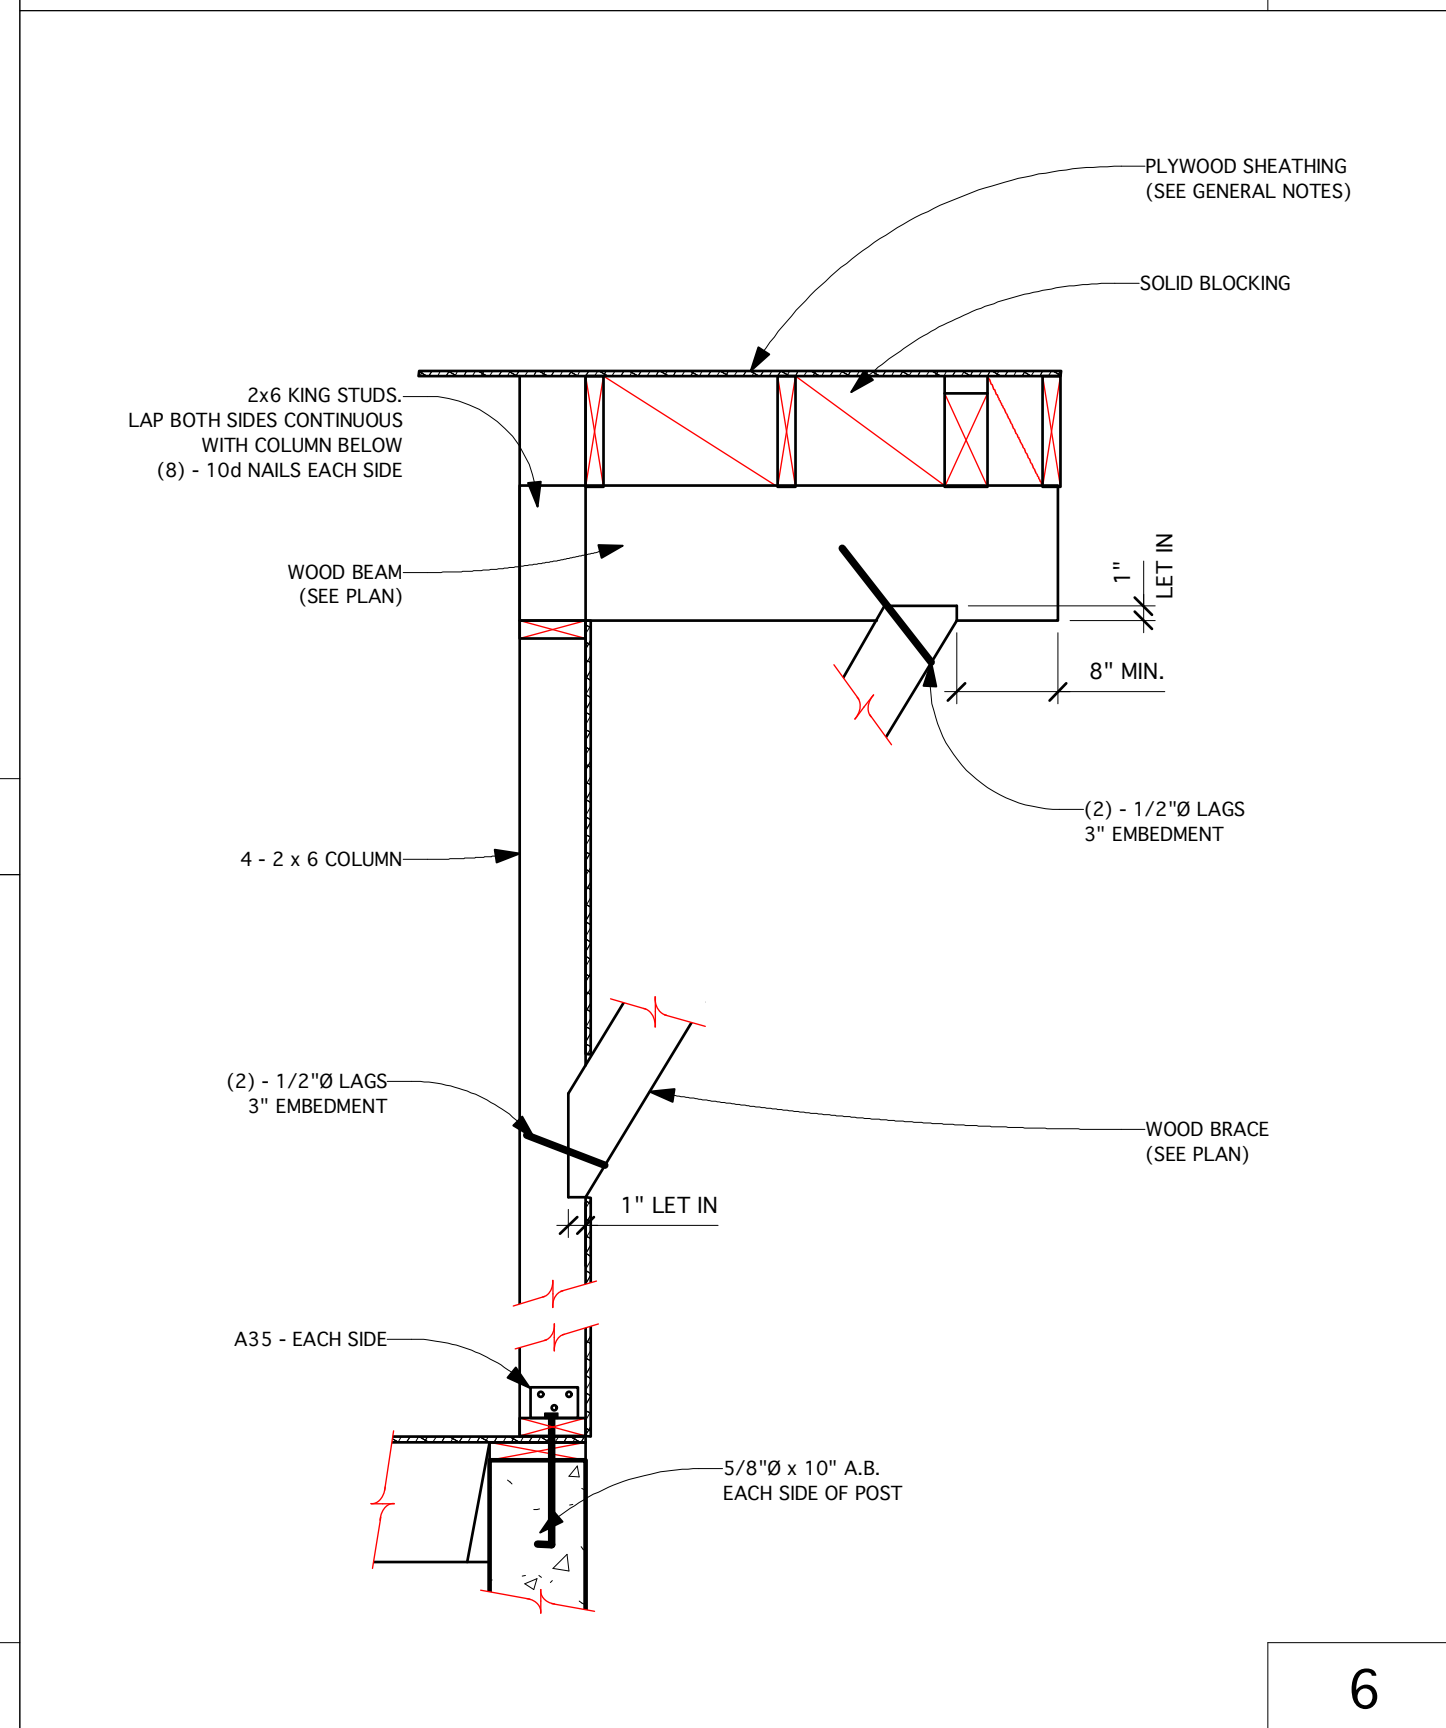 PLYWOOD SHEATHING
(SEE GENERAL NOTES)
SOLID BLOCKING
2x6 KING STUDS.
LAP BOTH SIDES CONTINUOUS
WITH COLUMN BELOW
(8) - 10d NAILS EACH SIDE
WOOD BEAM
(SEE PLAN)
1"
LET IN
8" MIN.
(2) - 1/2"Ø LAGS
3" EMBEDMENT
4 - 2 x 6 COLUMN
(2) - 1/2"Ø LAGS
3" EMBEDMENT
WOOD BRACE
(SEE PLAN)
1" LET IN
A35 - EACH SIDE
5/8"Ø x 10" A.B.
EACH SIDE OF POST
6